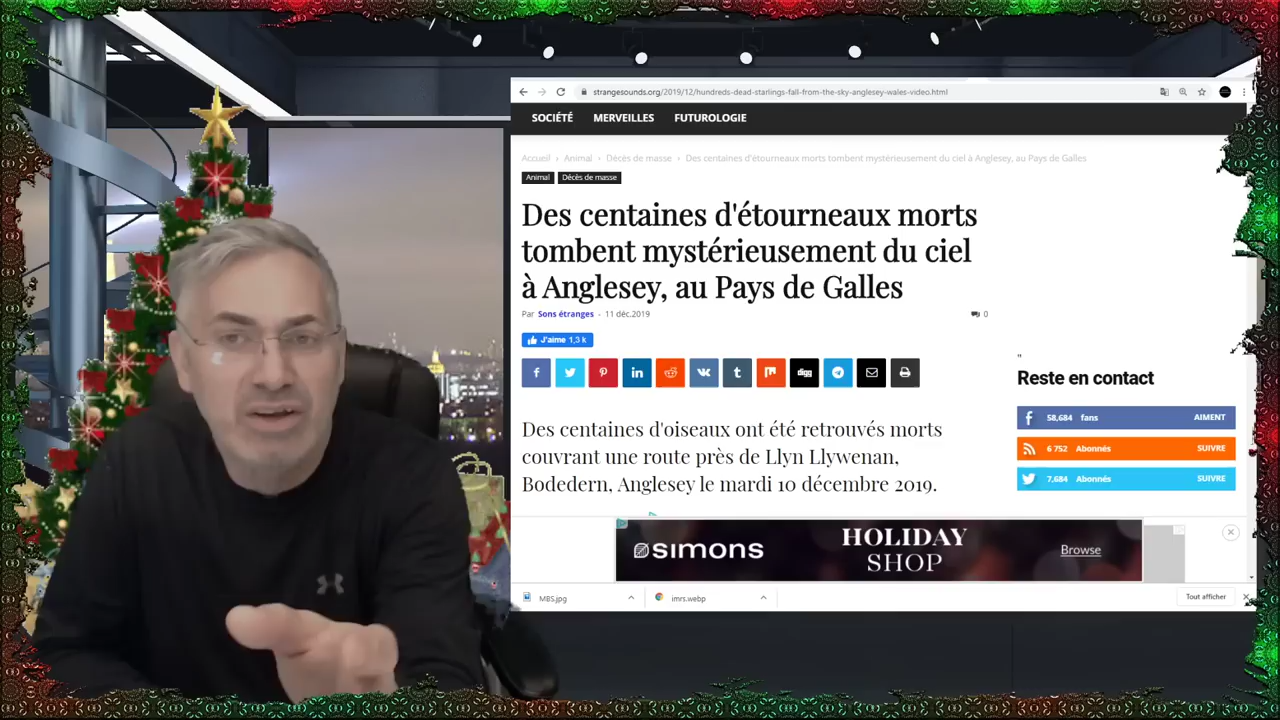 strangesounds.org/2019/12/hundreds-dead-starlings-fall-from-the-sky-anglesey-wales-video.html
SOCIÉTÉ MERVEILLES FUTUROLOGIE
Accueil › Animal › Décès de masse › Des centaines d'étourneaux morts tombent mystérieusement du ciel à Anglesey, au Pays de Galles
Animal Décès de masse
Des centaines d'étourneaux morts
tombent mystérieusement du ciel
à Anglesey, au Pays de Galles
Par Sons étranges - 11 déc.2019
0
J'aime 1,3 k
digg
Des centaines d'oiseaux ont été retrouvés morts
couvrant une route près de Llyn Llywenan,
Bodedern, Anglesey le mardi 10 décembre 2019.
"
Reste en contact
58,684 fans AIMENT
6 752 Abonnés SUIVRE
7,684 Abonnés SUIVRE
simons
HOLIDAY
SHOP
Browse
MBS.jpg
imrs.webp
Tout afficher